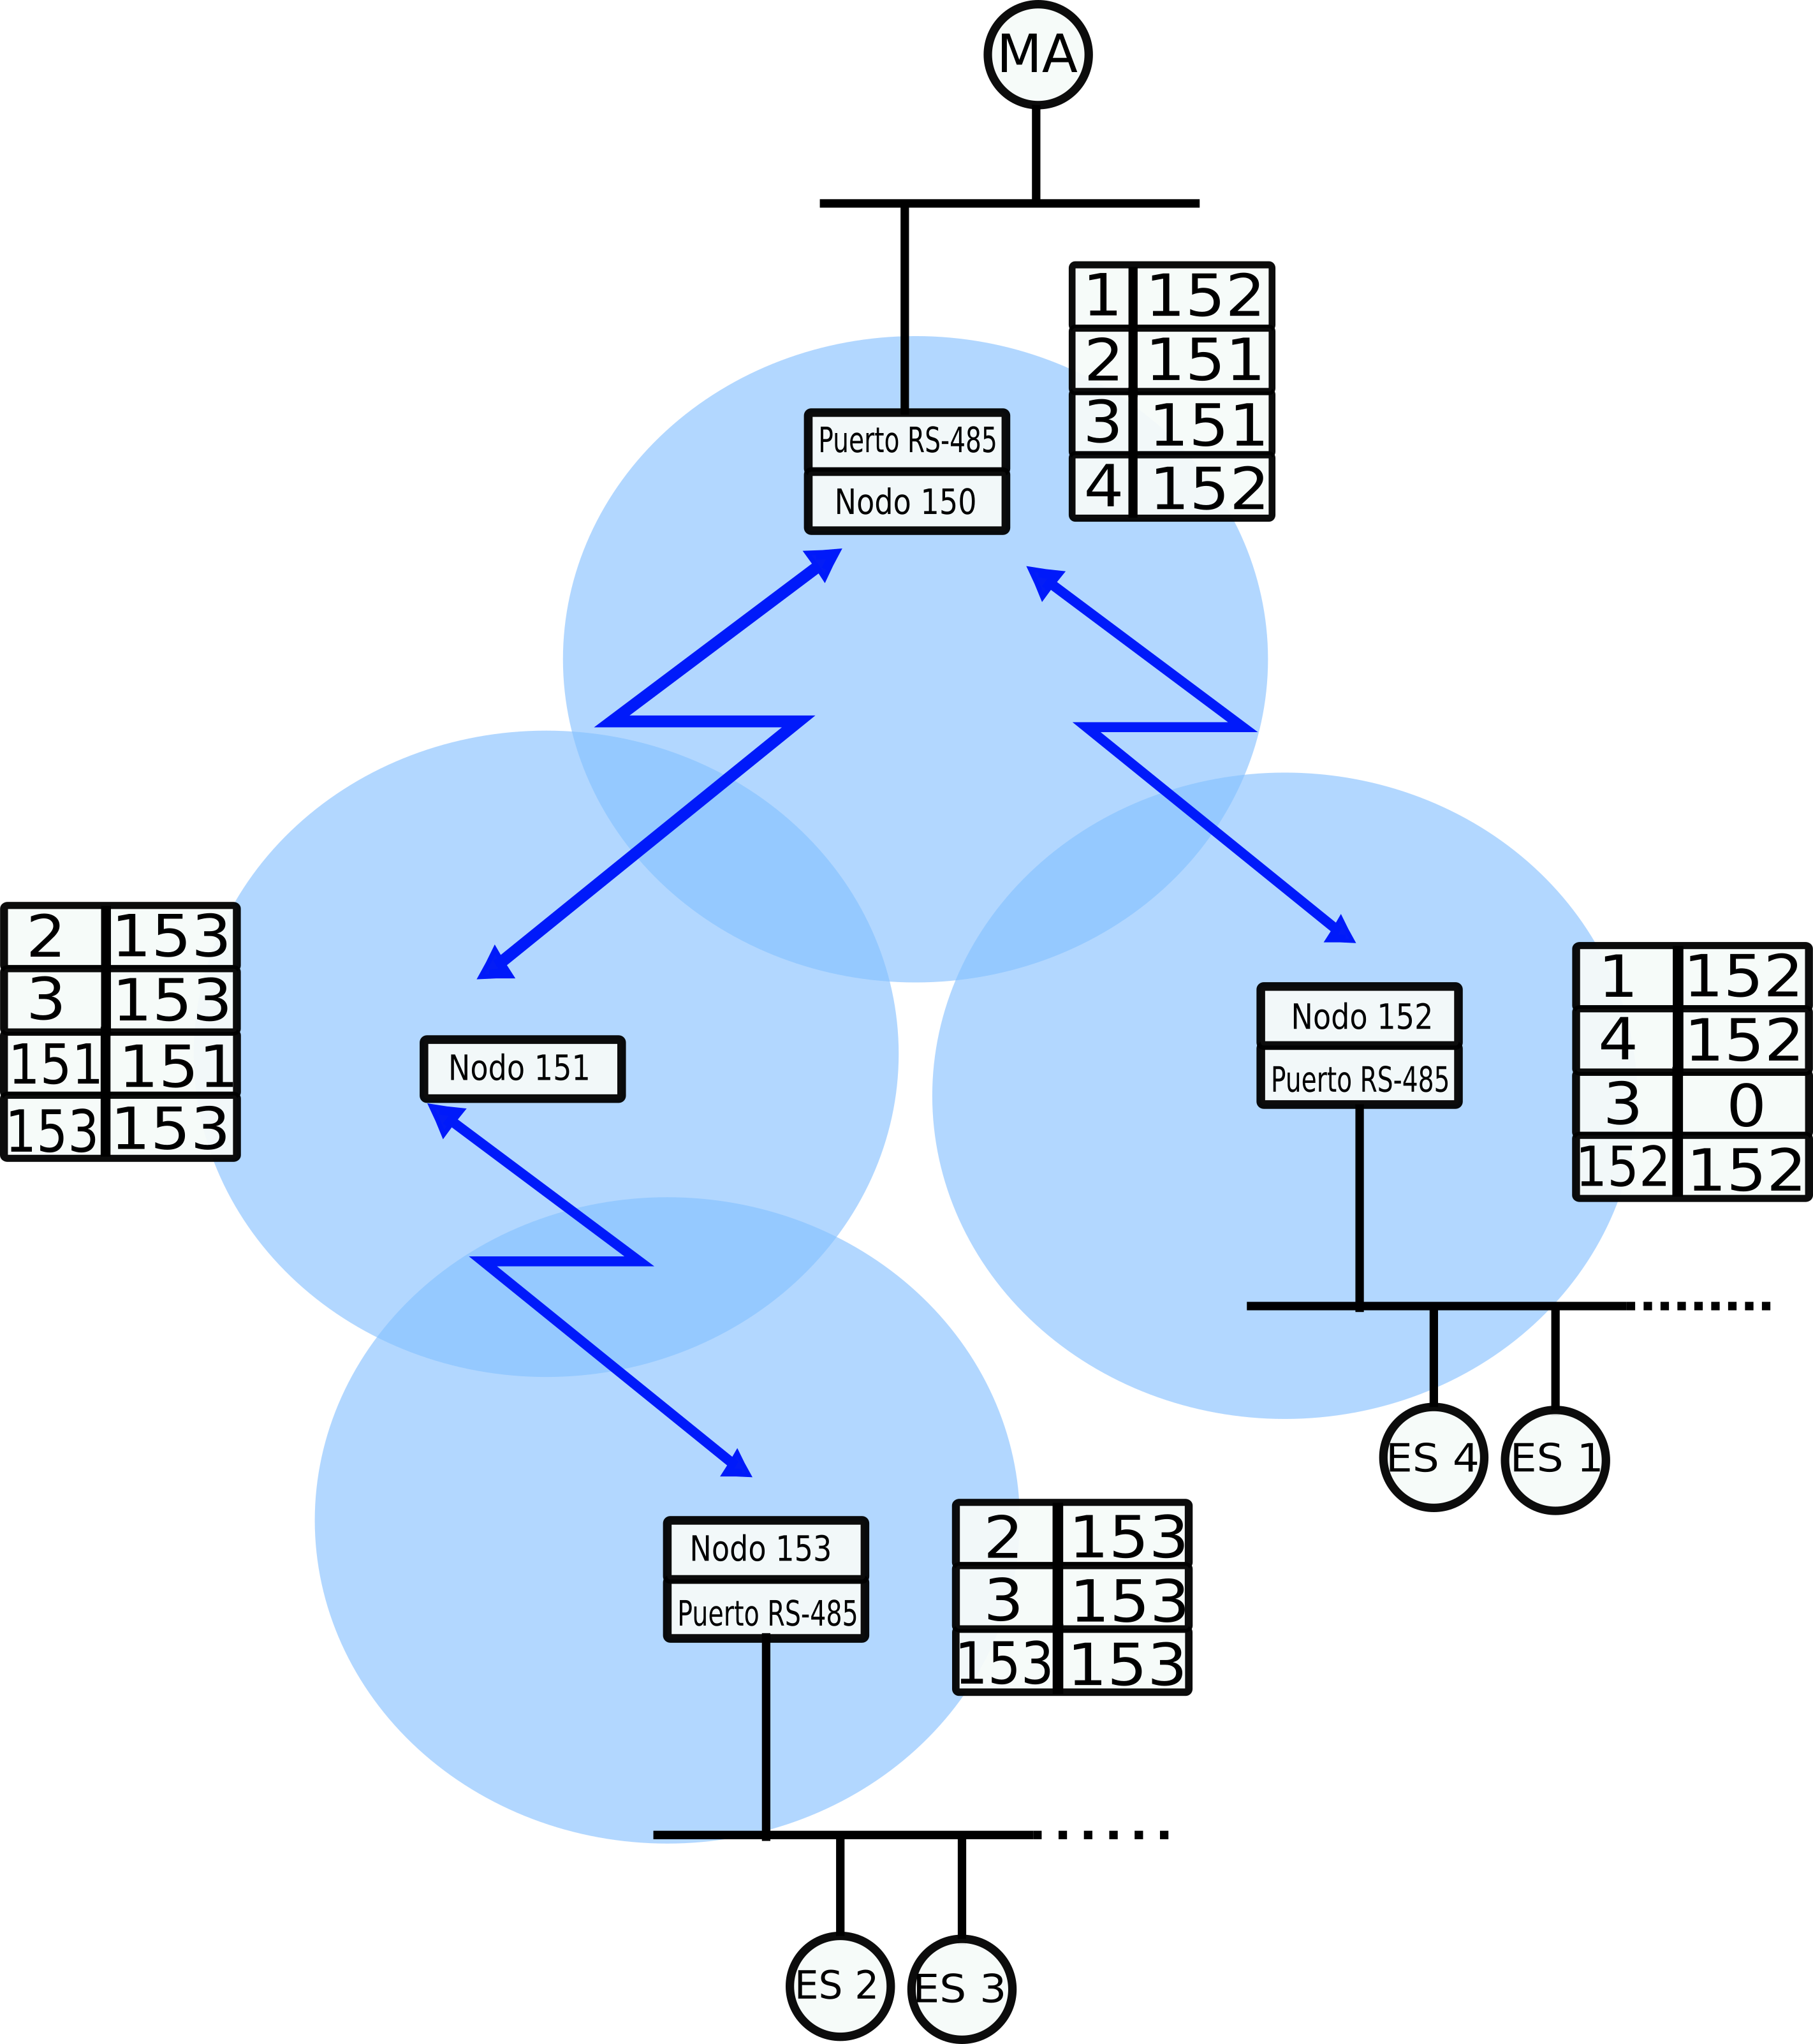 MA
1 152
2 151
3 151
4 152
Puerto RS-485
Nodo 150
2 153
3 153
151 151
153 153
Nodo 151
Nodo 152
Puerto RS-485
1 152
4 152
3 0
152 152
ES 4 ES 1
Nodo 153
Puerto RS-485
2 153
3 153
153 153
ES 2 ES 3